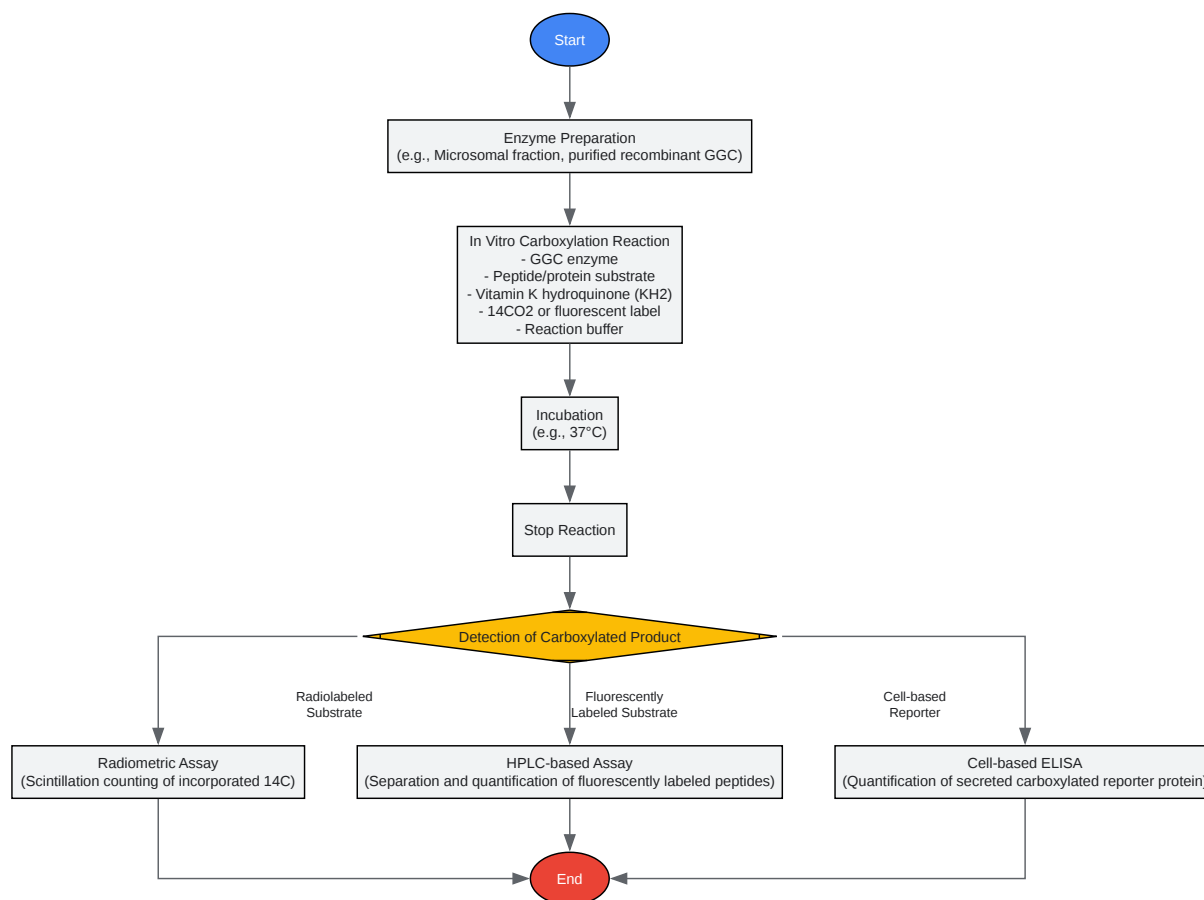 Start
Enzyme Preparation
(e.g., Microsomal fraction, purified recombinant GGC)
In Vitro Carboxylation Reaction
- GGC enzyme
- Peptide/protein substrate
- Vitamin K hydroquinone (KH2)
- 14CO2 or fluorescent label
- Reaction buffer
Incubation
(e.g., 37°C)
Stop Reaction
Detection of Carboxylated Product
Radiolabeled
Substrate
Fluorescently
Labeled Substrate
Cell-based
Reporter
Radiometric Assay
(Scintillation counting of incorporated 14C)
HPLC-based Assay
(Separation and quantification of fluorescently labeled peptides)
Cell-based ELISA
(Quantification of secreted carboxylated reporter protein)
End